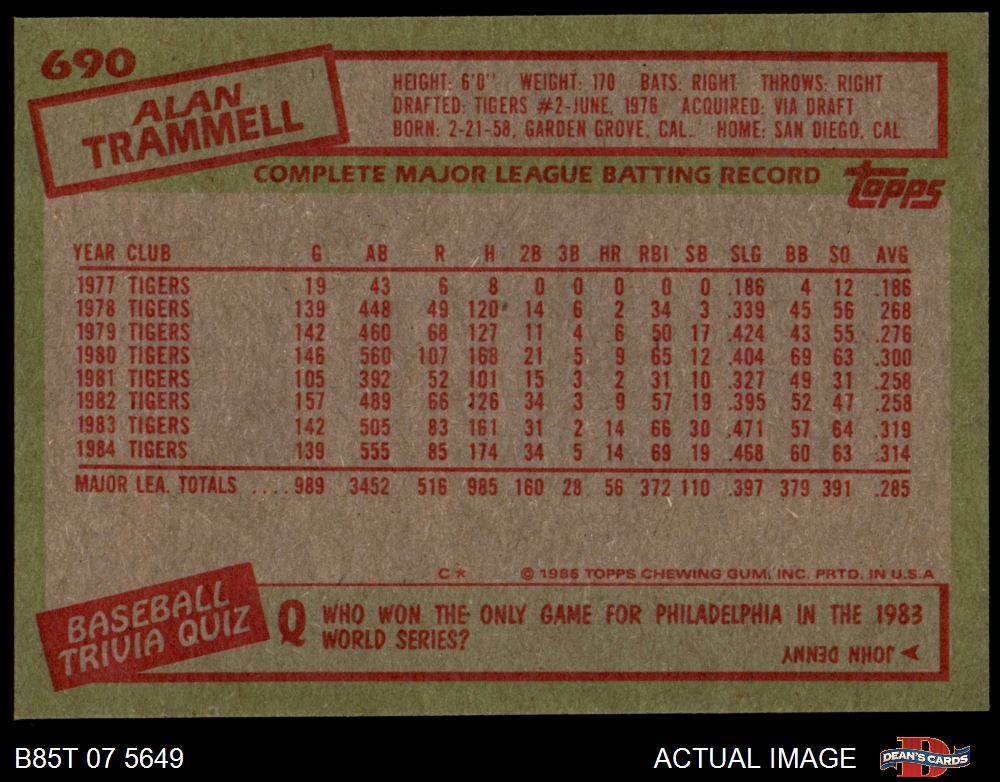 690
ALAN
TRAMMELL
HEIGHT: 6'0'' WEIGHT: 170 BATS: RIGHT THROWS: RIGHT
DRAFTED: TIGERS #2-JUNE, 1976 ACQUIRED: VIA DRAFT
BORN: 2-21-58, GARDEN GROVE, CAL. HOME: SAN DIEGO, CAL.
COMPLETE MAJOR LEAGUE BATTING RECORD
topps
YEAR CLUB G AB R H 2B 3B HR RBI SB SLG BB SO AVG
1977 TIGERS 19 43 6 8 0 0 0 0 0 .186 4 12 .186
1978 TIGERS 139 448 49 120 14 6 2 34 3 .339 45 56 .268
1979 TIGERS 142 460 68 127 11 4 6 50 17 .424 43 55 .276
1980 TIGERS 146 560 107 168 21 5 9 65 12 .404 69 63 .300
1981 TIGERS 105 392 52 101 15 3 2 31 10 .327 49 31 .258
1982 TIGERS 157 489 66 126 34 3 9 57 19 .395 52 47 .258
1983 TIGERS 142 505 83 161 31 2 14 66 30 .471 57 64 .319
1984 TIGERS 139 555 85 174 34 5 14 69 19 .468 60 63 .314
MAJOR LEA. TOTALS .... 989 3452 516 985 160 28 56 372 110 .397 379 391 .285
C* © 1985 TOPPS CHEWING GUM, INC. PRTD. IN U.S.A
BASEBALL
TRIVIA QUIZ
Q WHO WON THE ONLY GAME FOR PHILADELPHIA IN THE 1983
WORLD SERIES?
A JOHN DENNY
B85T 07 5649
ACTUAL IMAGE
DEAN'S CARDS